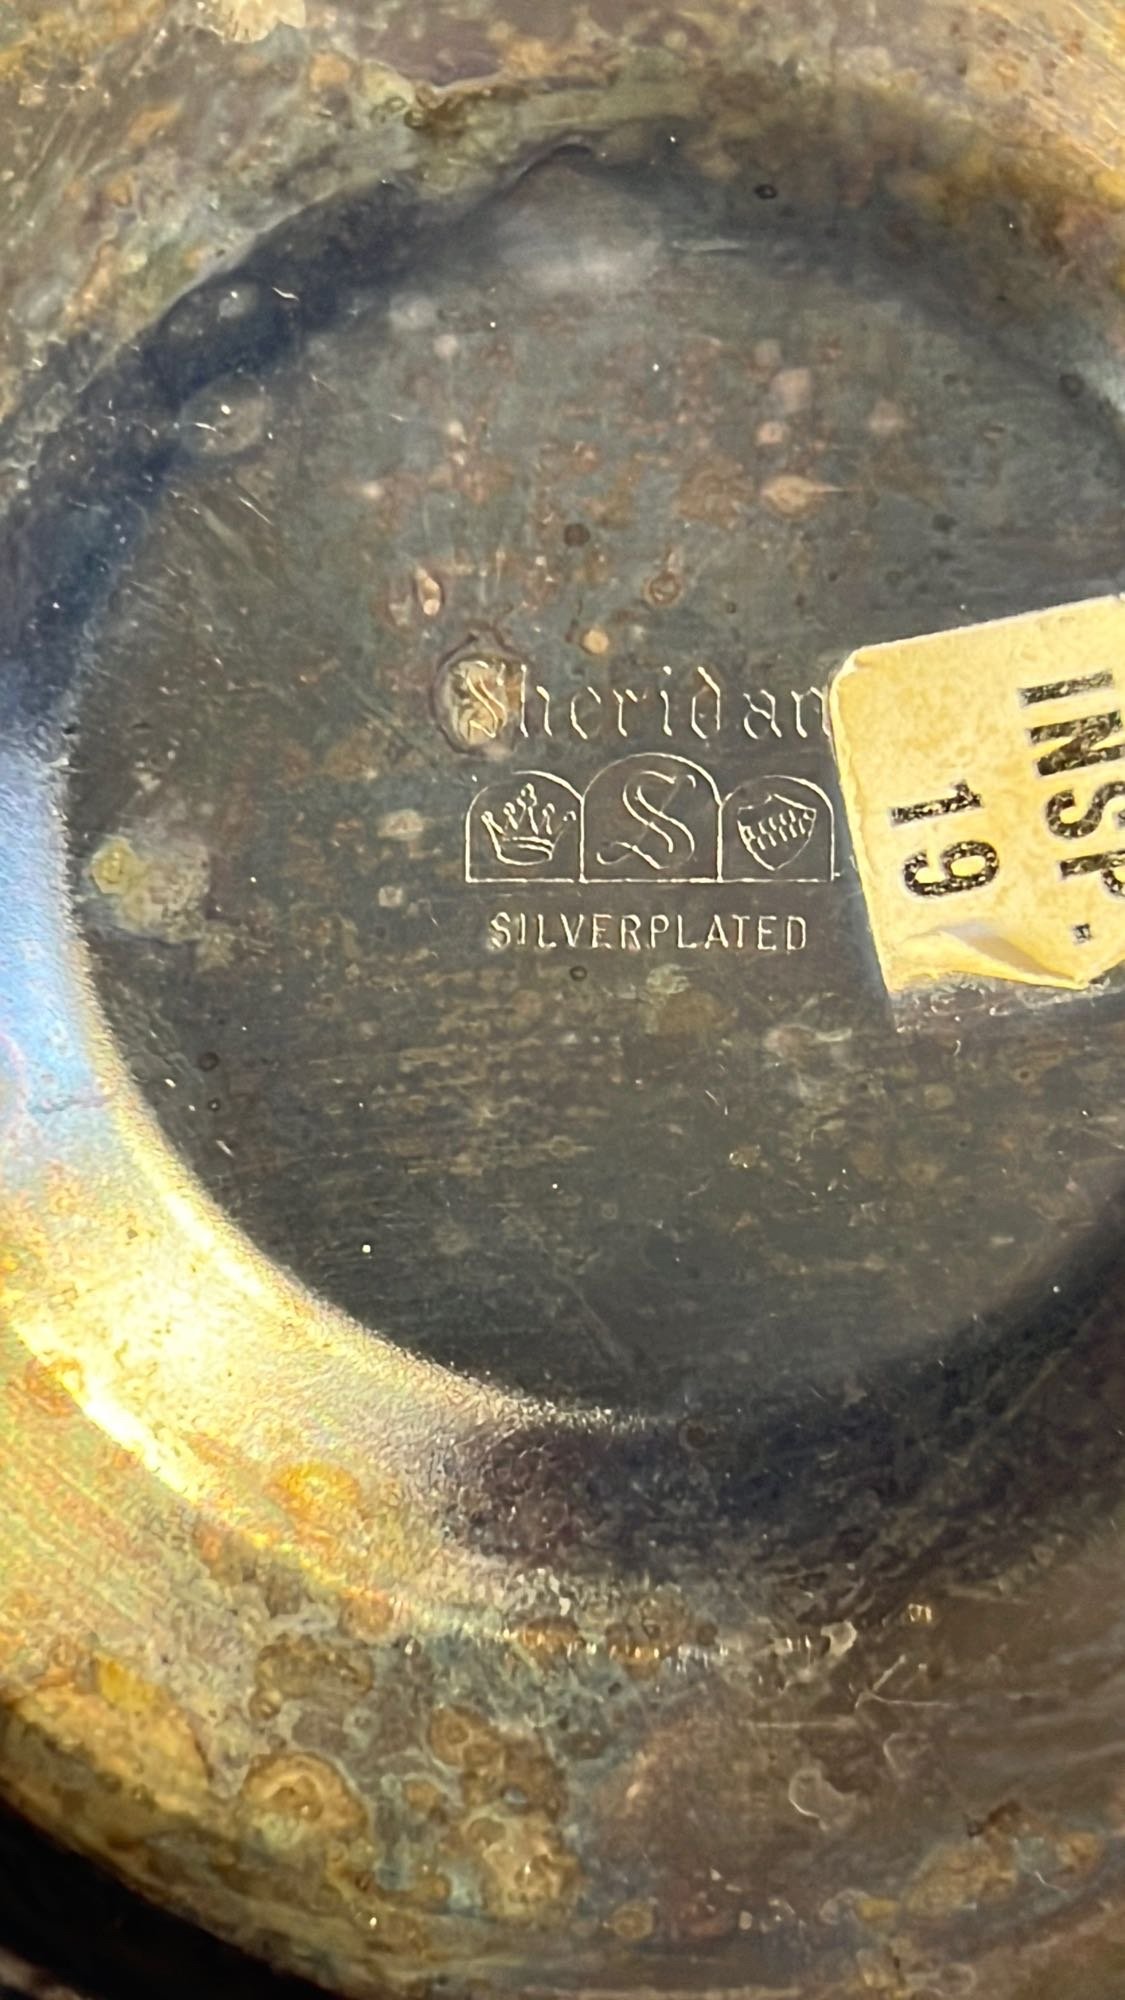 Sheridan
S
SILVERPLATED
INSP.
19